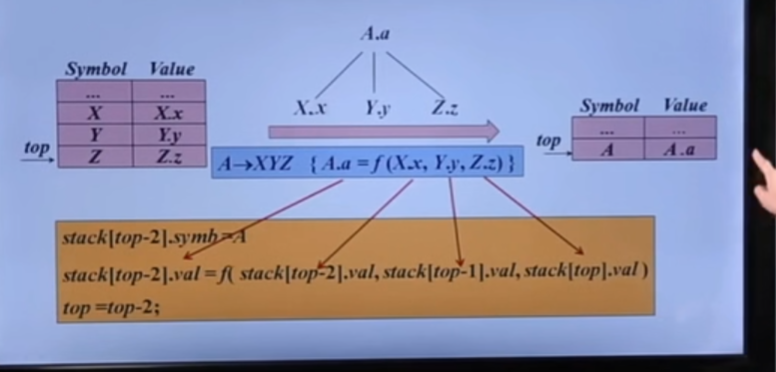 A.a
Symbol Value
... ...
X X.x
Y Y.y
top Z Z.z
X.x Y.y Z.z
A→XYZ { A.a = f (X.x, Y.y, Z.z) }
Symbol Value
... ...
top A A.a
stack[top-2].symb=A
stack[top-2].val = f( stack[top-2].val, stack[top-1].val, stack[top].val )
top =top-2;